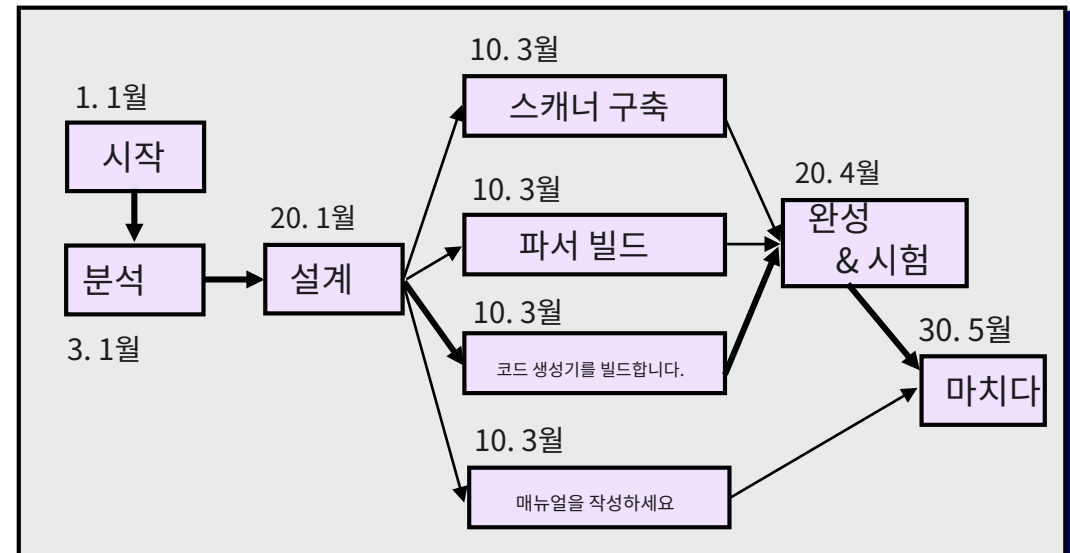 1. 1월
시작
분석
3. 1월
20. 1월
설계
10. 3월
스캐너 구축
10. 3월
파서 빌드
10. 3월
코드 생성기를 빌드합니다.
10. 3월
매뉴얼을 작성하세요
20. 4월
완성
& 시험
30. 5월
마치다